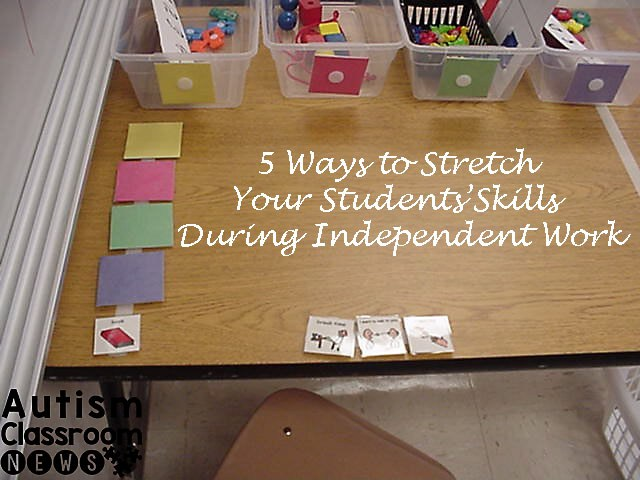 5 Ways to Stretch
Your Students'Skills
During Independent Work
Autism
Classroom
NEWS